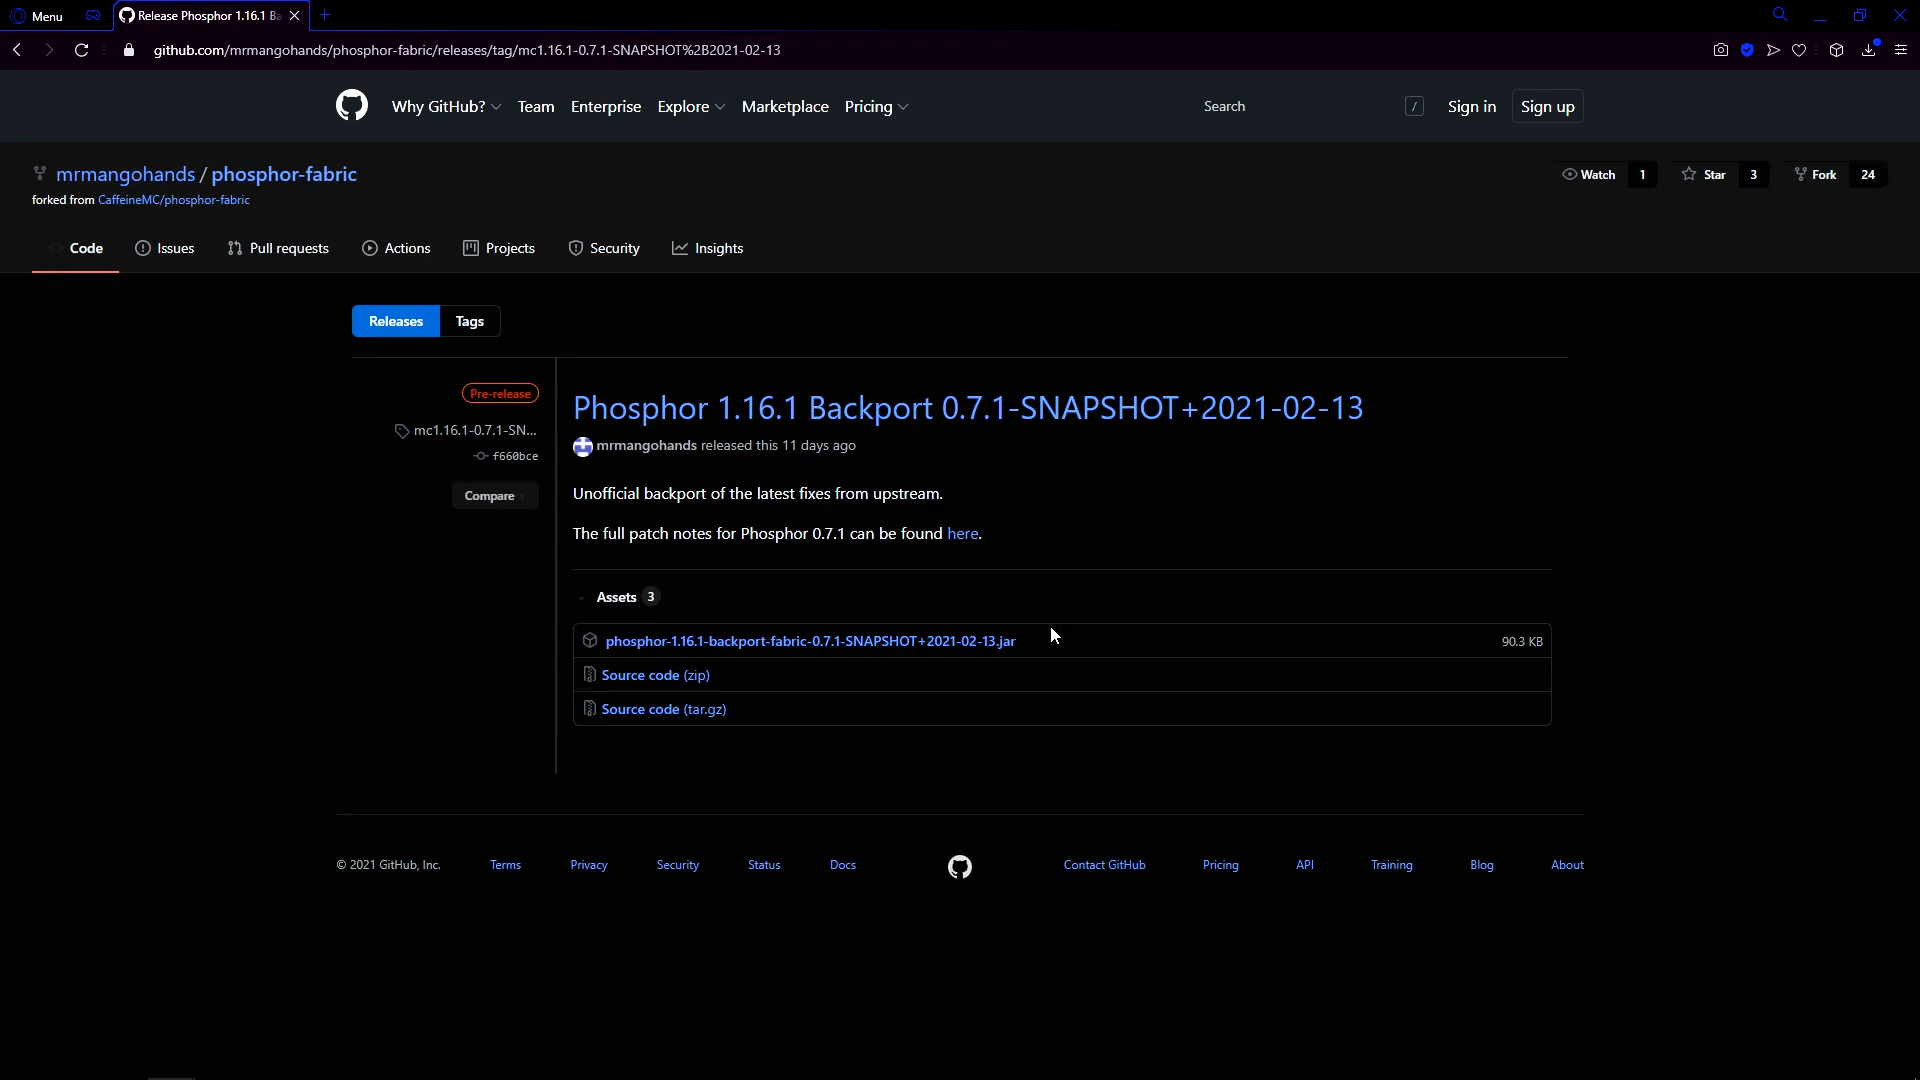 Menu
Release Phosphor 1.16.1 Ba
github.com/mrmangohands/phosphor-fabric/releases/tag/mc1.16.1-0.7.1-SNAPSHOT%2B2021-02-13
Why GitHub? Team Enterprise Explore Marketplace Pricing Search / Sign in Sign up
mrmangohands / phosphor-fabric Watch 1 Star 3 Fork 24
forked from CaffeineMC/phosphor-fabric
Code Issues Pull requests Actions Projects Security Insights
Releases Tags
Pre-release
mc1.16.1-0.7.1-SN...
f660bce
Compare
Phosphor 1.16.1 Backport 0.7.1-SNAPSHOT+2021-02-13
mrmangohands released this 11 days ago
Unofficial backport of the latest fixes from upstream.
The full patch notes for Phosphor 0.7.1 can be found here.
Assets 3
phosphor-1.16.1-backport-fabric-0.7.1-SNAPSHOT+2021-02-13.jar 90.3 KB
Source code (zip)
Source code (tar.gz)
© 2021 GitHub, Inc. Terms Privacy Security Status Docs Contact GitHub Pricing API Training Blog About